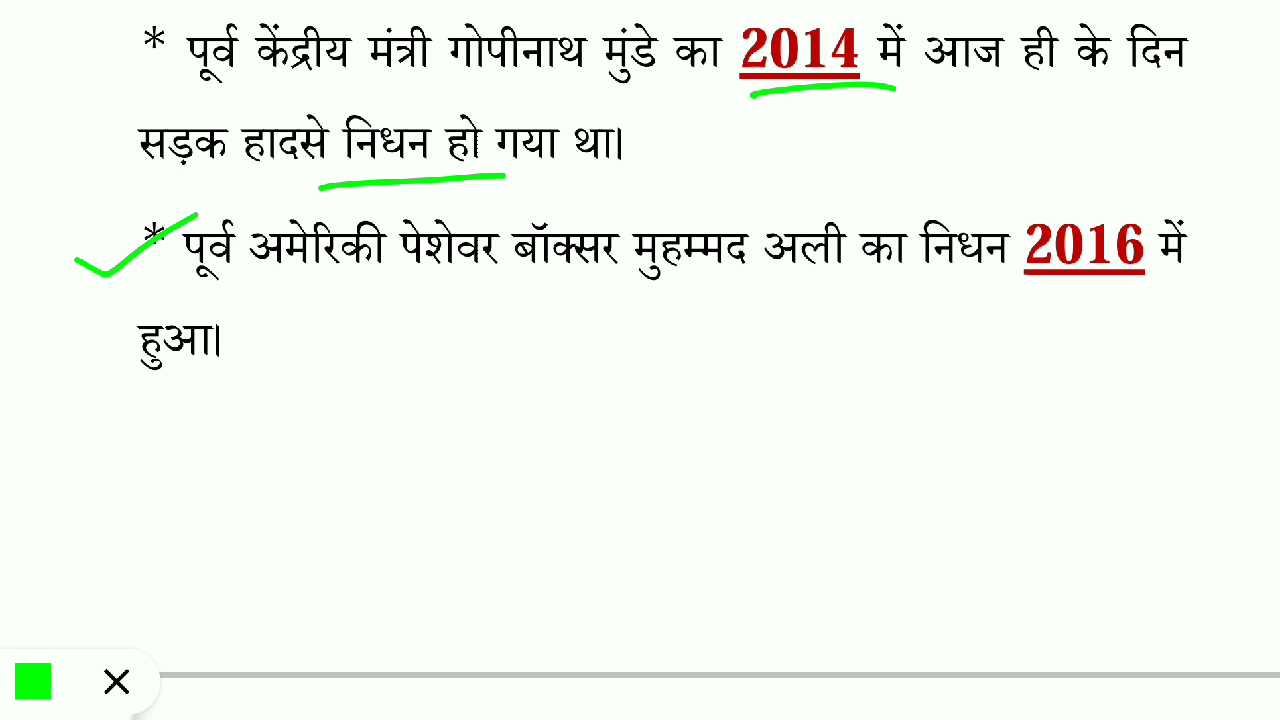 * पूर्व केंद्रीय मंत्री गोपीनाथ मुंडे का 2014 में आज ही के दिन
सड़क हादसे निधन हो गया था।
* पूर्व अमेरिकी पेशेवर बॉक्सर मुहम्मद अली का निधन 2016 में
हुआ।